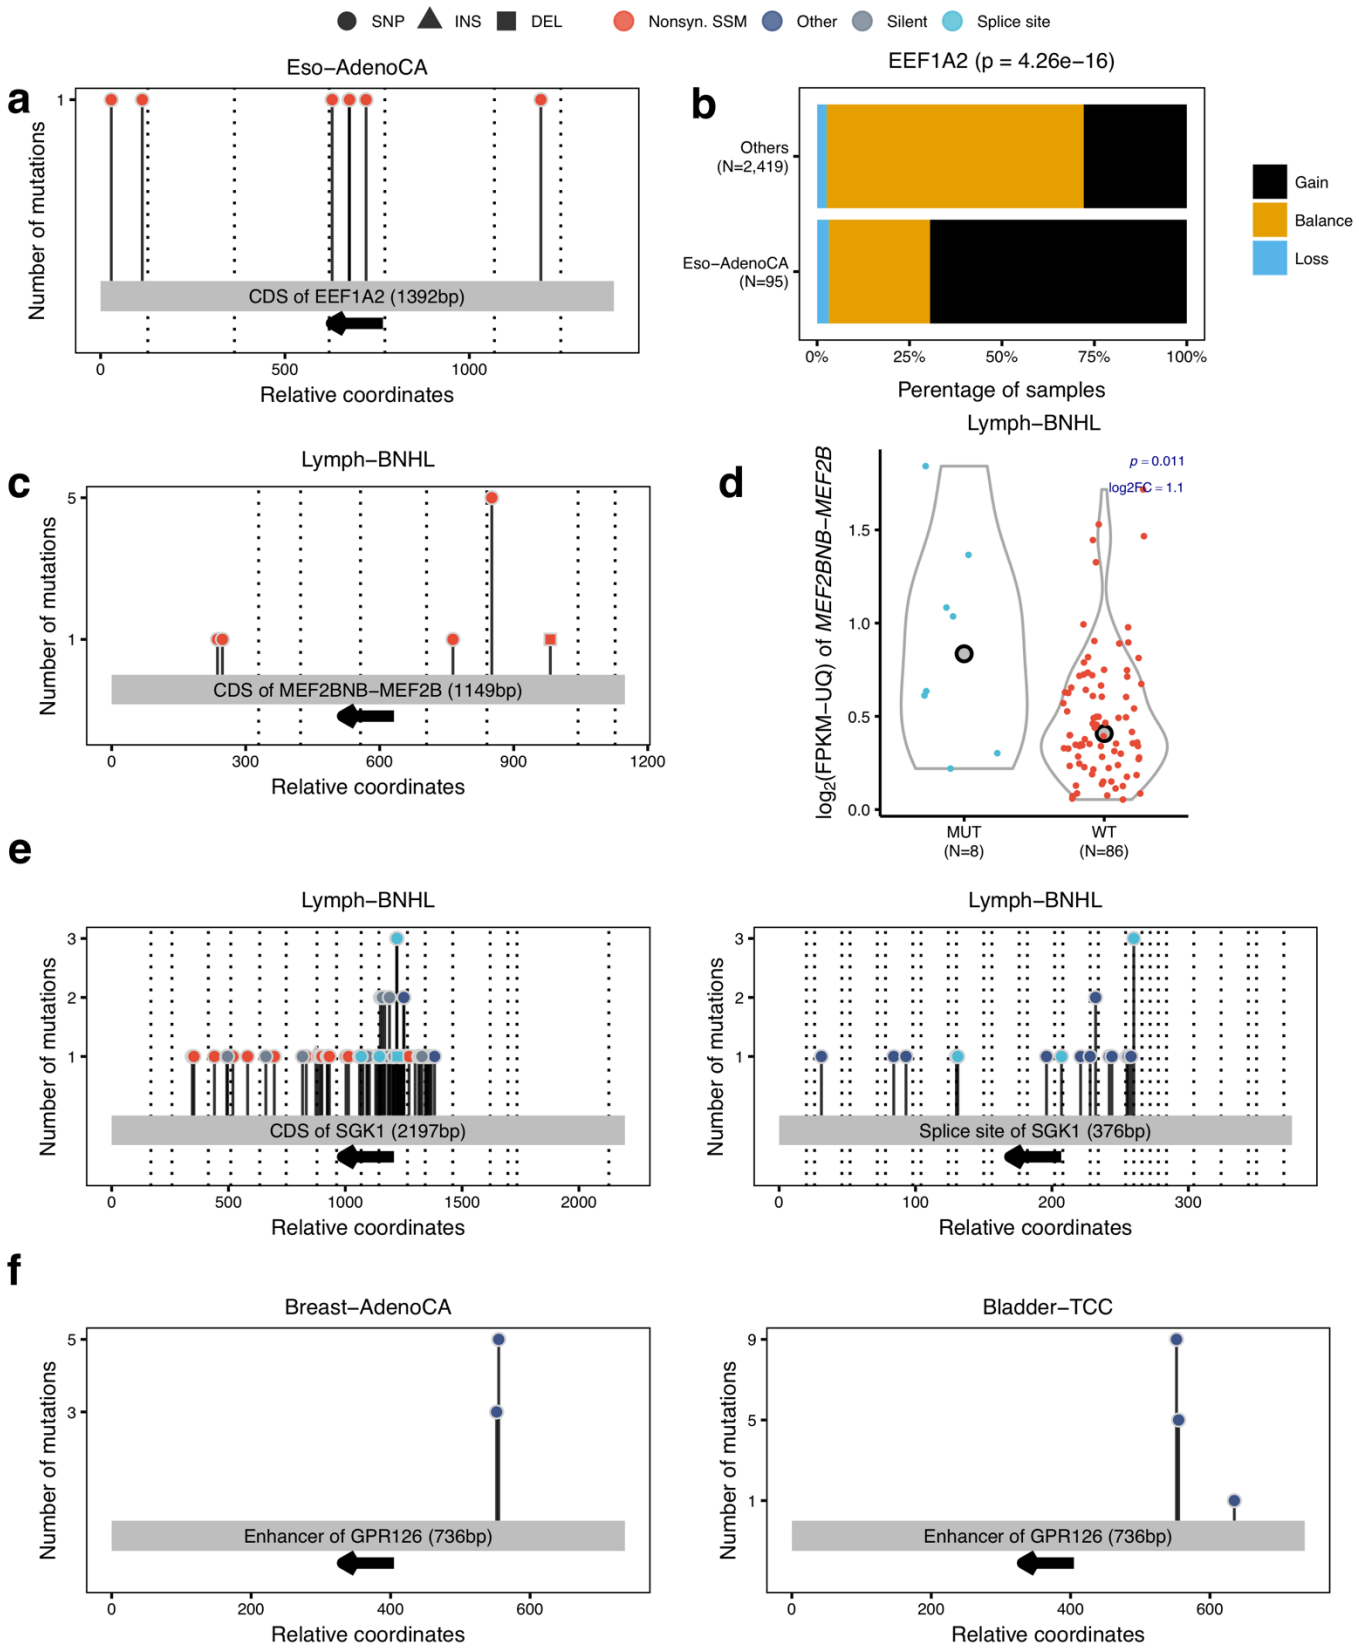 SNP INS DEL Nonsyn. SSM Other Silent Splice site
a
Eso−AdenoCA
Number of mutations
1
CDS of EEF1A2 (1392bp)
0 500 1000
Relative coordinates
b
EEF1A2 (p = 4.26e−16)
Others
(N=2,419)
Eso−AdenoCA
(N=95)
0% 25% 50% 75% 100%
Perentage of samples
Gain
Balance
Loss
c
Lymph−BNHL
Number of mutations
5
1
CDS of MEF2BNB−MEF2B (1149bp)
0 300 600 900 1200
Relative coordinates
d
Lymph−BNHL
log2(FPKM−UQ) of MEF2BNB−MEF2B
p = 0.011
log2FC = 1.1
1.5
1.0
0.5
0.0
MUT
(N=8)
WT
(N=86)
e
Lymph−BNHL
Number of mutations
3
2
1
CDS of SGK1 (2197bp)
0 500 1000 1500 2000
Relative coordinates
Lymph−BNHL
Number of mutations
3
2
1
Splice site of SGK1 (376bp)
0 100 200 300
Relative coordinates
f
Breast−AdenoCA
Number of mutations
5
3
Enhancer of GPR126 (736bp)
0 200 400 600
Relative coordinates
Bladder−TCC
Number of mutations
9
5
1
Enhancer of GPR126 (736bp)
0 200 400 600
Relative coordinates